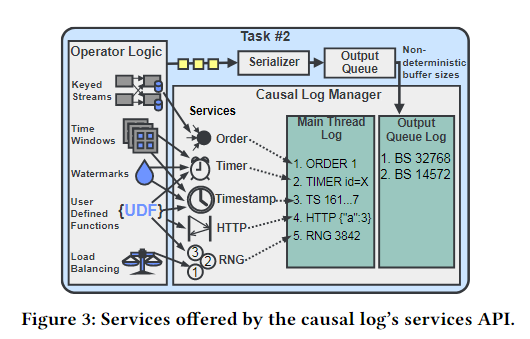 Task #2
Operator Logic
Keyed
Streams
Time
Windows
Watermarks
User
Defined
Functions
{UDF}
Load
Balancing
Serializer
Output
Queue
Non-
deterministic
buffer sizes
Causal Log Manager
Services
Order
Timer
Timestamp
HTTP
RNG
3
2
1
Main Thread
Log
1. ORDER 1
2. TIMER id=X
3. TS 161...7
4. HTTP {"a":3}
5. RNG 3842
Output
Queue Log
1. BS 32768
2. BS 14572
Figure 3: Services offered by the causal log's services API.